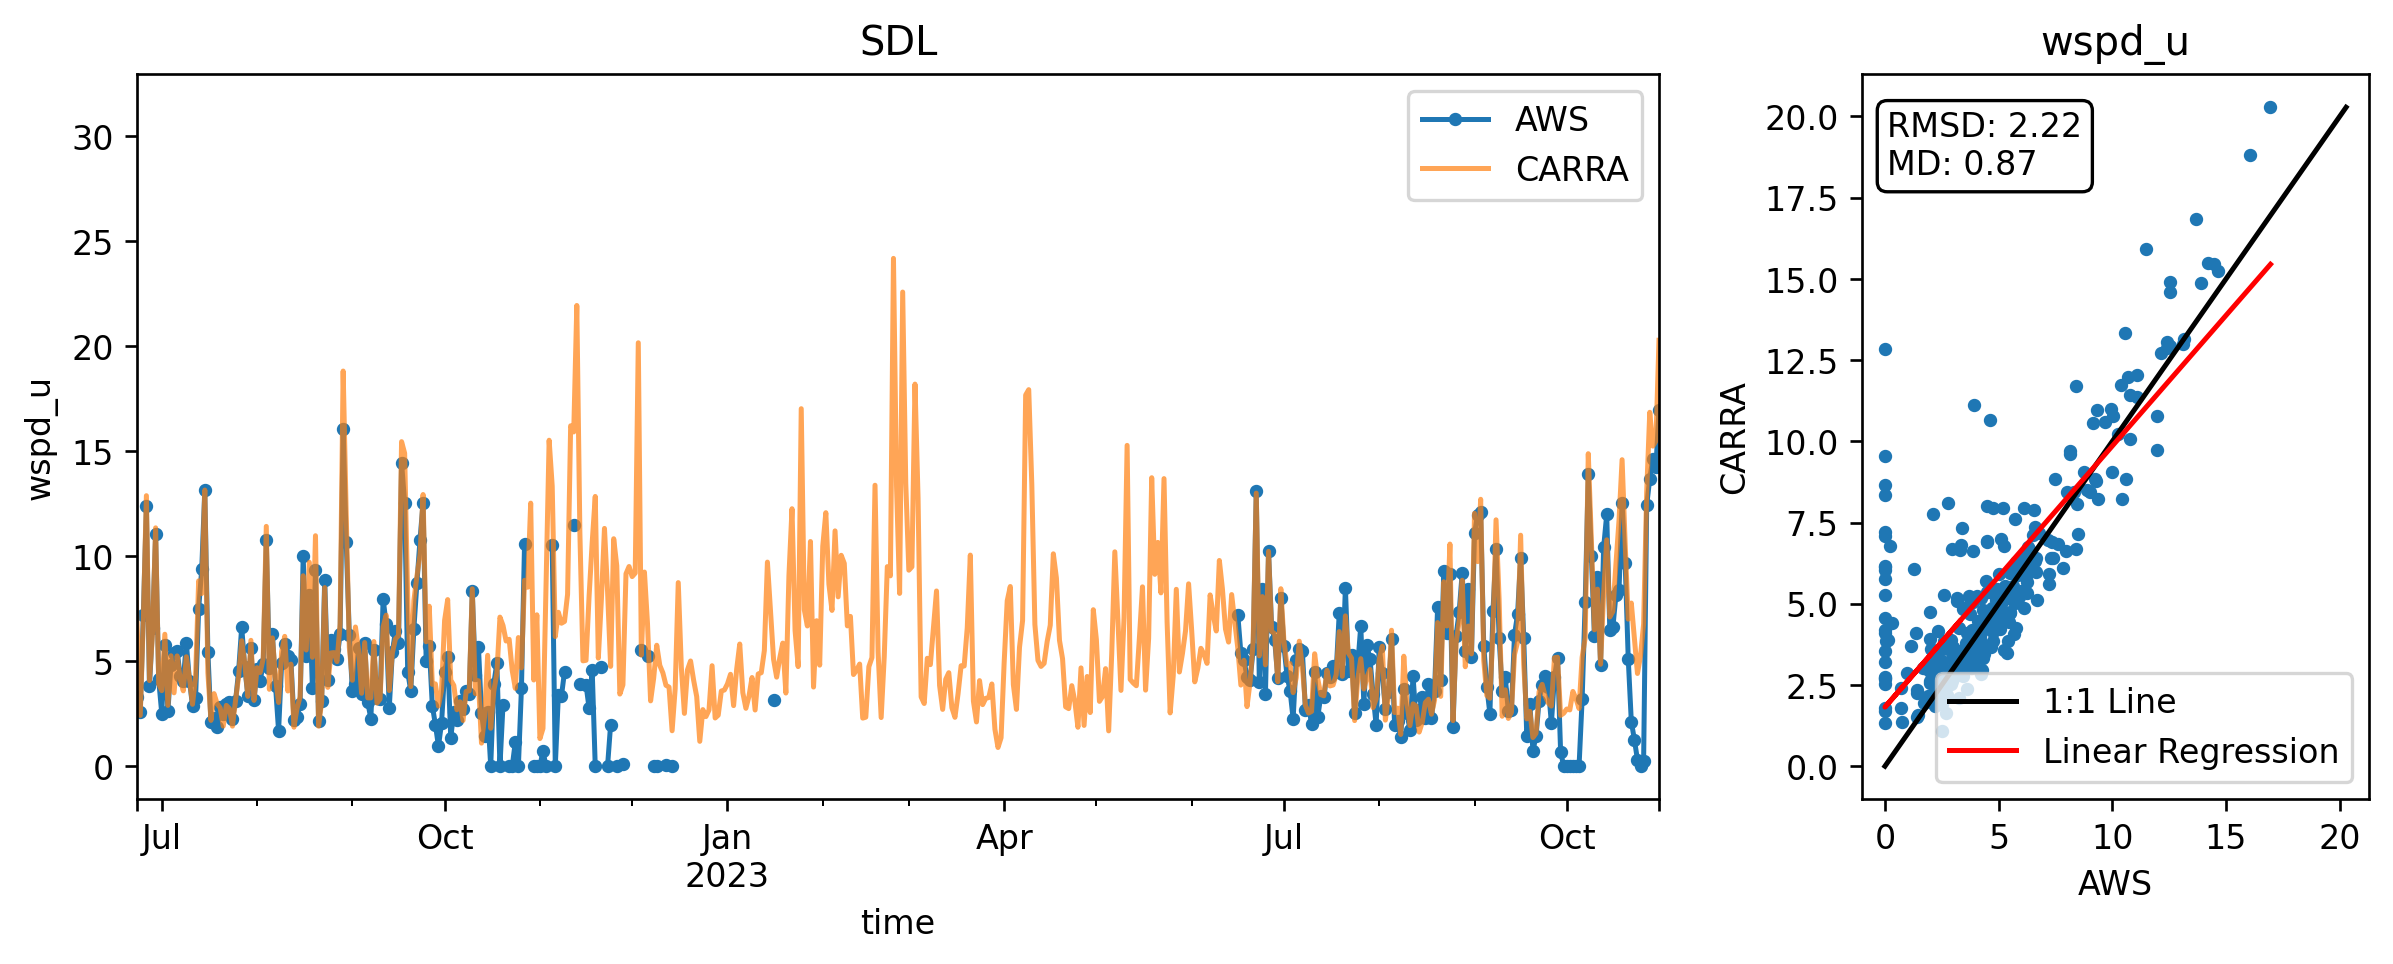 SDL
wspd_u
30
25
20
15
10
5
0
AWS
CARRA
Jul
Oct
Jan
2023
Apr
Jul
Oct
time
wspd_u
CARRA
20.0
17.5
15.0
12.5
10.0
7.5
5.0
2.5
0.0
RMSD: 2.22
MD: 0.87
1:1 Line
Linear Regression
0
5
10
15
20
AWS